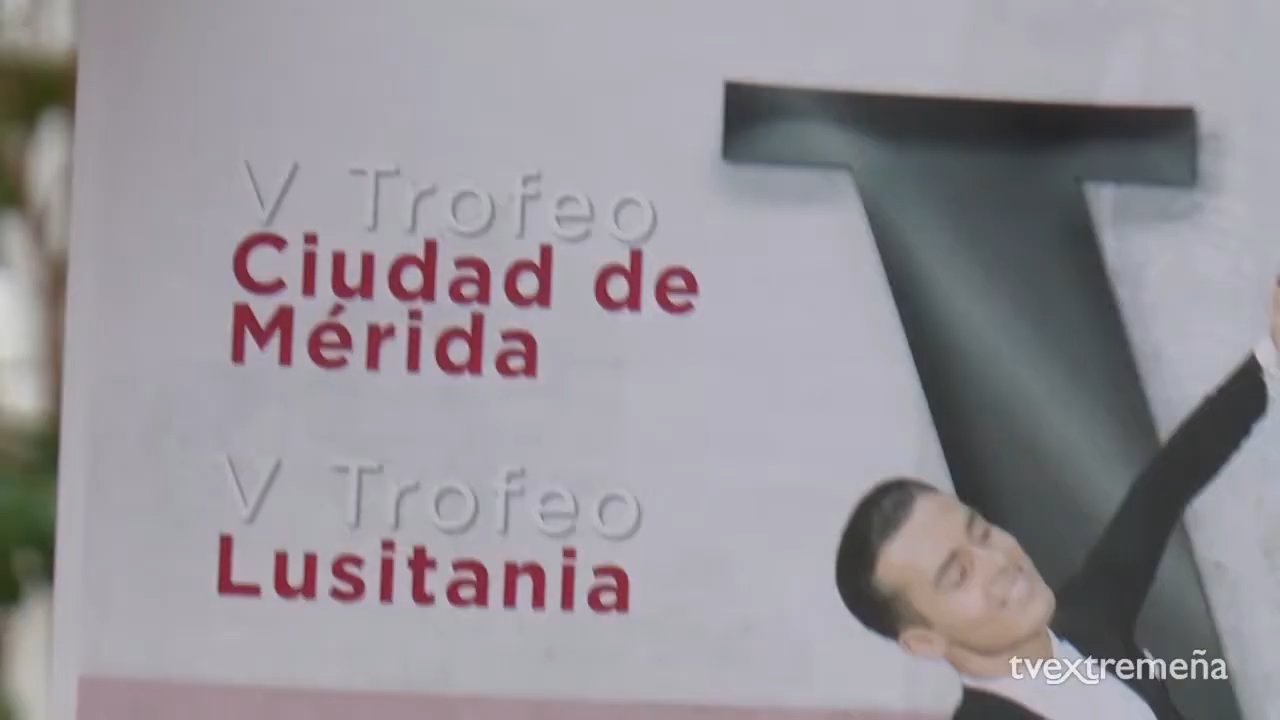 V Trofeo
Ciudad de
Mérida
V Trofeo
Lusitania
tvextremeña